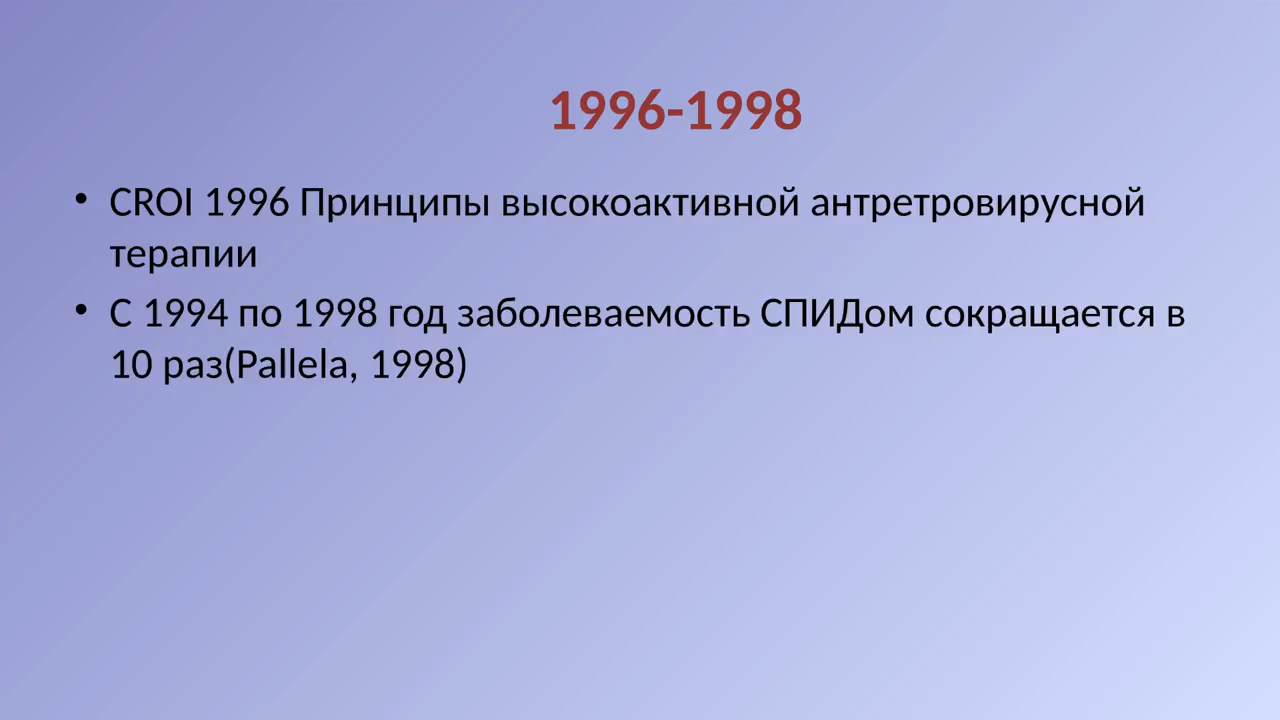 1996-1998
• CROI 1996 Принципы высокоактивной антретровирусной
терапии
• С 1994 по 1998 год заболеваемость СПИДом сокращается в
10 раз(Pallela, 1998)